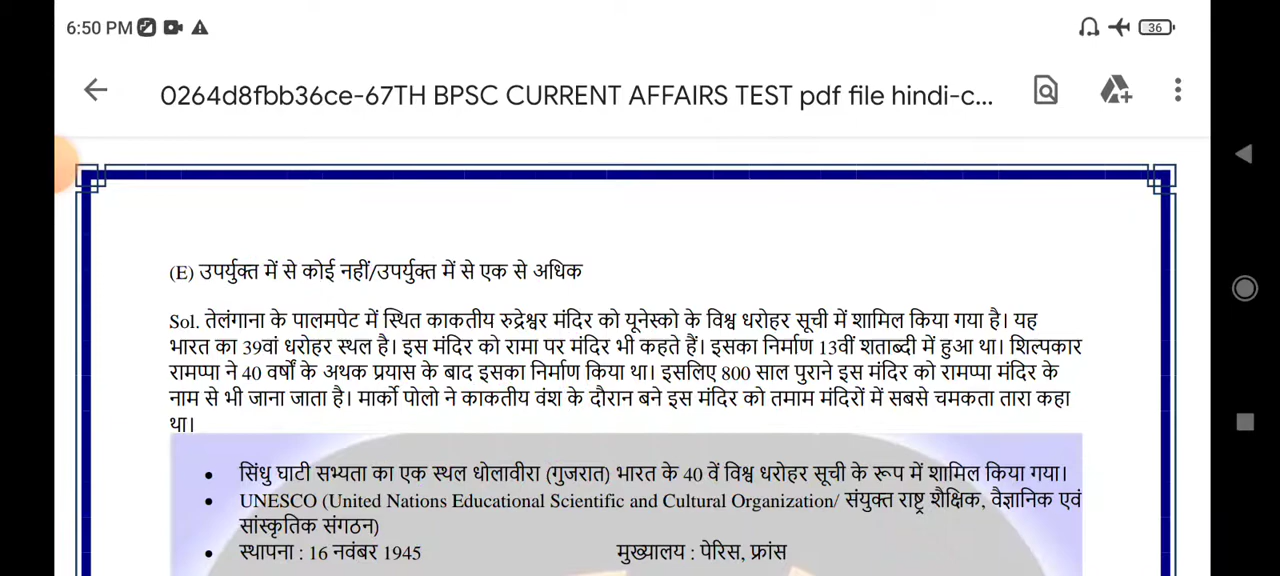 6:50 PM
36
0264d8fbb36ce-67TH BPSC CURRENT AFFAIRS TEST pdf file hindi-c...
(E) उपर्युक्त में से कोई नहीं/उपर्युक्त में से एक से अधिक
Sol. तेलंगाना के पालमपेट में स्थित काकतीय रुद्रेश्वर मंदिर को यूनेस्को के विश्व धरोहर सूची में शामिल किया गया है। यह
भारत का 39वां धरोहर स्थल है। इस मंदिर को रामा पर मंदिर भी कहते हैं। इसका निर्माण 13वीं शताब्दी में हुआ था। शिल्पकार
रामप्पा ने 40 वर्षों के अथक प्रयास के बाद इसका निर्माण किया था। इसलिए 800 साल पुराने इस मंदिर को रामप्पा मंदिर के
नाम से भी जाना जाता है। मार्को पोलो ने काकतीय वंश के दौरान बने इस मंदिर को तमाम मंदिरों में सबसे चमकता तारा कहा
था।
• सिंधु घाटी सभ्यता का एक स्थल धोलावीरा (गुजरात) भारत के 40 वें विश्व धरोहर सूची के रूप में शामिल किया गया।
• UNESCO (United Nations Educational Scientific and Cultural Organization/ संयुक्त राष्ट्र शैक्षिक, वैज्ञानिक एवं
सांस्कृतिक संगठन)
• स्थापना : 16 नवंबर 1945 मुख्यालय : पेरिस, फ्रांस